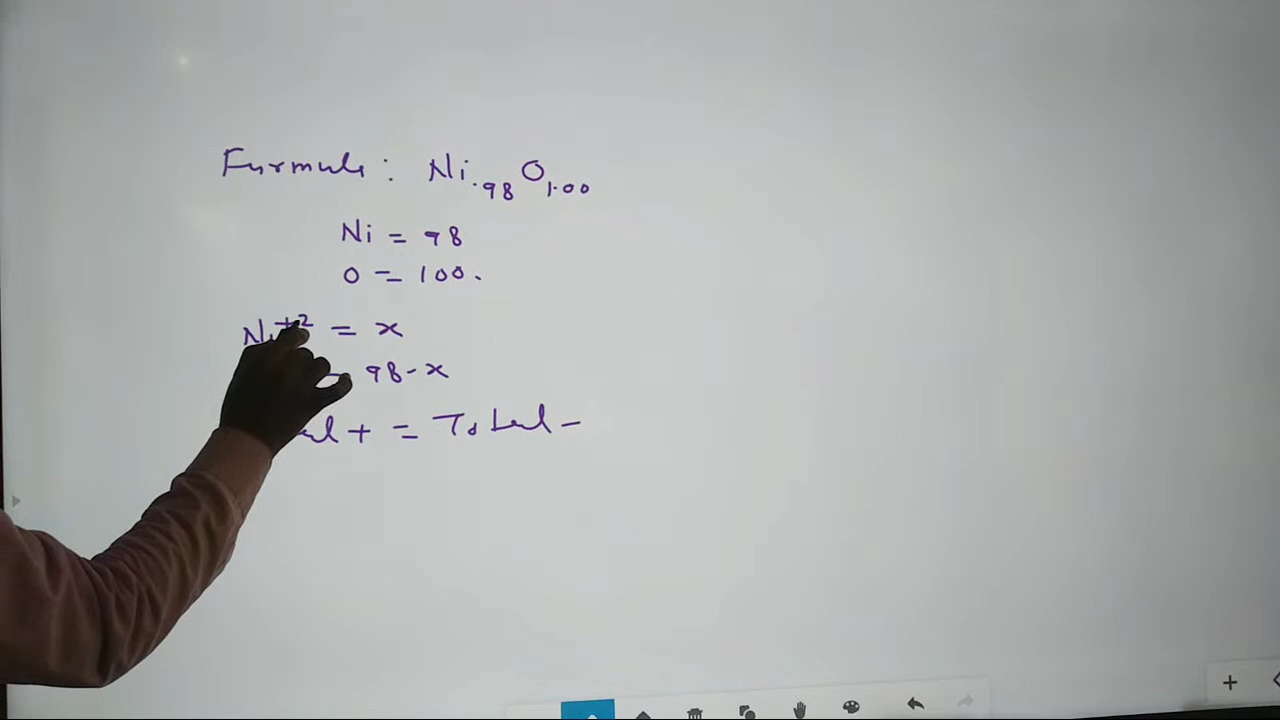 Formula: Ni.98 O1.00
Ni = 98
O = 100.
Ni+2 = x
= 98-x
+ = Total -